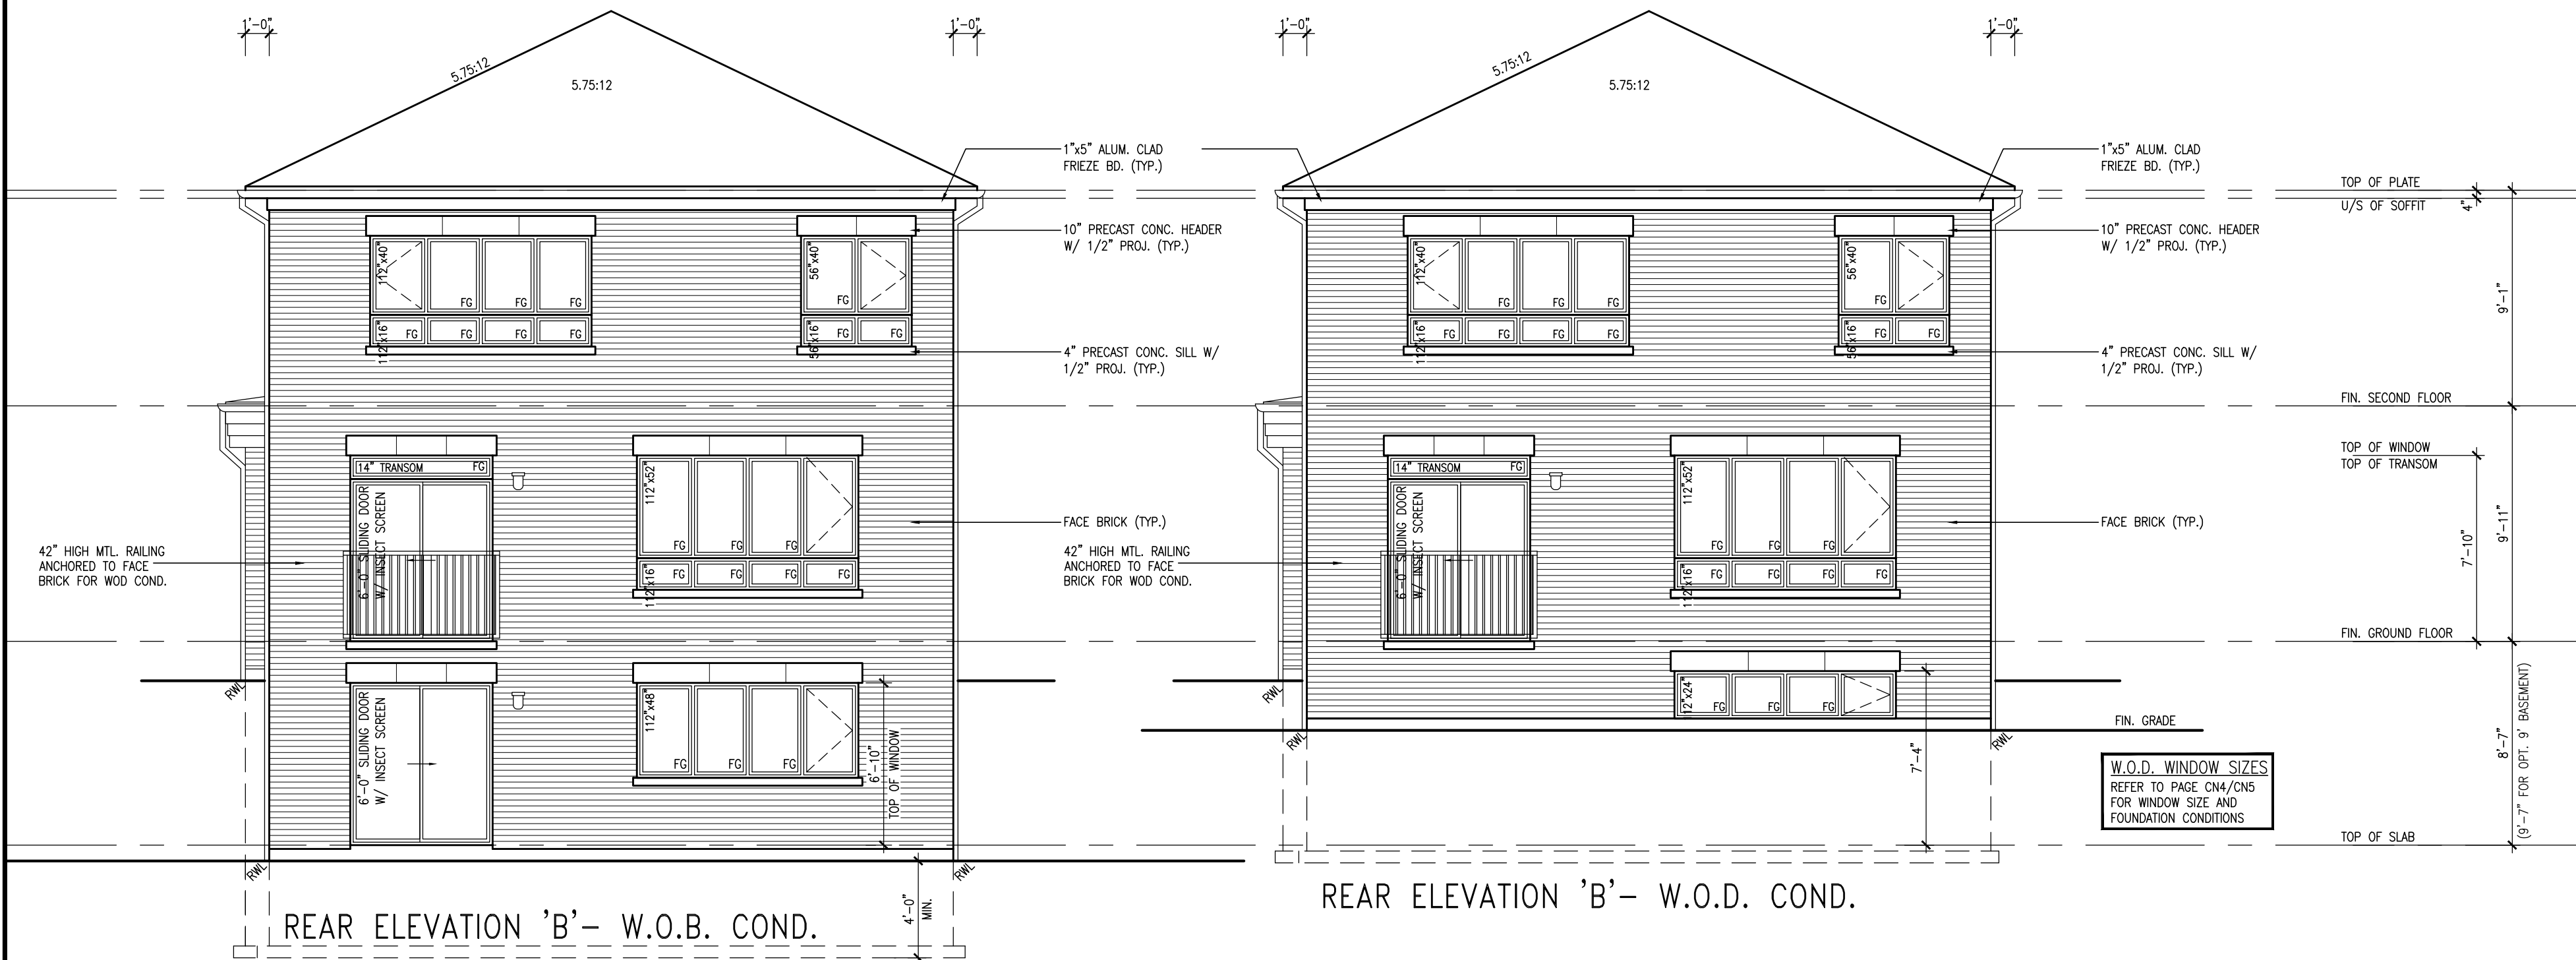 1'-0"
1'-0"
5.75:12
5.75:12
1"x5" ALUM. CLAD
FRIEZE BD. (TYP.)
10" PRECAST CONC. HEADER
W/ 1/2" PROJ. (TYP.)
4" PRECAST CONC. SILL W/
1/2" PROJ. (TYP.)
FACE BRICK (TYP.)
112"x40"
FG
FG
FG
112"x16"
FG
FG
FG
FG
56"x40"
FG
56"x16"
FG
FG
14" TRANSOM
FG
6'-0" SLIDING DOOR
W/ INSECT SCREEN
112"x52"
FG
FG
FG
112"x16"
FG
FG
FG
FG
42" HIGH MTL. RAILING
ANCHORED TO FACE
BRICK FOR WOD COND.
RWL
6'-0" SLIDING DOOR
W/ INSECT SCREEN
112"x48"
FG
FG
FG
6'-10"
TOP OF WINDOW
RWL
RWL
4'-0"
MIN.
REAR ELEVATION 'B'- W.O.B. COND.
1'-0"
1'-0"
5.75:12
5.75:12
1"x5" ALUM. CLAD
FRIEZE BD. (TYP.)
10" PRECAST CONC. HEADER
W/ 1/2" PROJ. (TYP.)
4" PRECAST CONC. SILL W/
1/2" PROJ. (TYP.)
FACE BRICK (TYP.)
112"x40"
FG
FG
FG
112"x16"
FG
FG
FG
FG
56"x40"
FG
56"x16"
FG
FG
14" TRANSOM
FG
6'-0" SLIDING DOOR
W/ INSECT SCREEN
112"x52"
FG
FG
FG
112"x16"
FG
FG
FG
FG
42" HIGH MTL. RAILING
ANCHORED TO FACE
BRICK FOR WOD COND.
RWL
FG
FG
FG
RWL
RWL
7'-4"
FIN. GRADE
REAR ELEVATION 'B'- W.O.D. COND.
W.O.D. WINDOW SIZES
REFER TO PAGE CN4/CN5
FOR WINDOW SIZE AND
FOUNDATION CONDITIONS
TOP OF PLATE
U/S OF SOFFIT
4"
9'-1"
FIN. SECOND FLOOR
TOP OF WINDOW
TOP OF TRANSOM
7'-10"
9'-11"
FIN. GROUND FLOOR
8'-7"
(9'-7" FOR OPT. 9' BASEMENT)
TOP OF SLAB